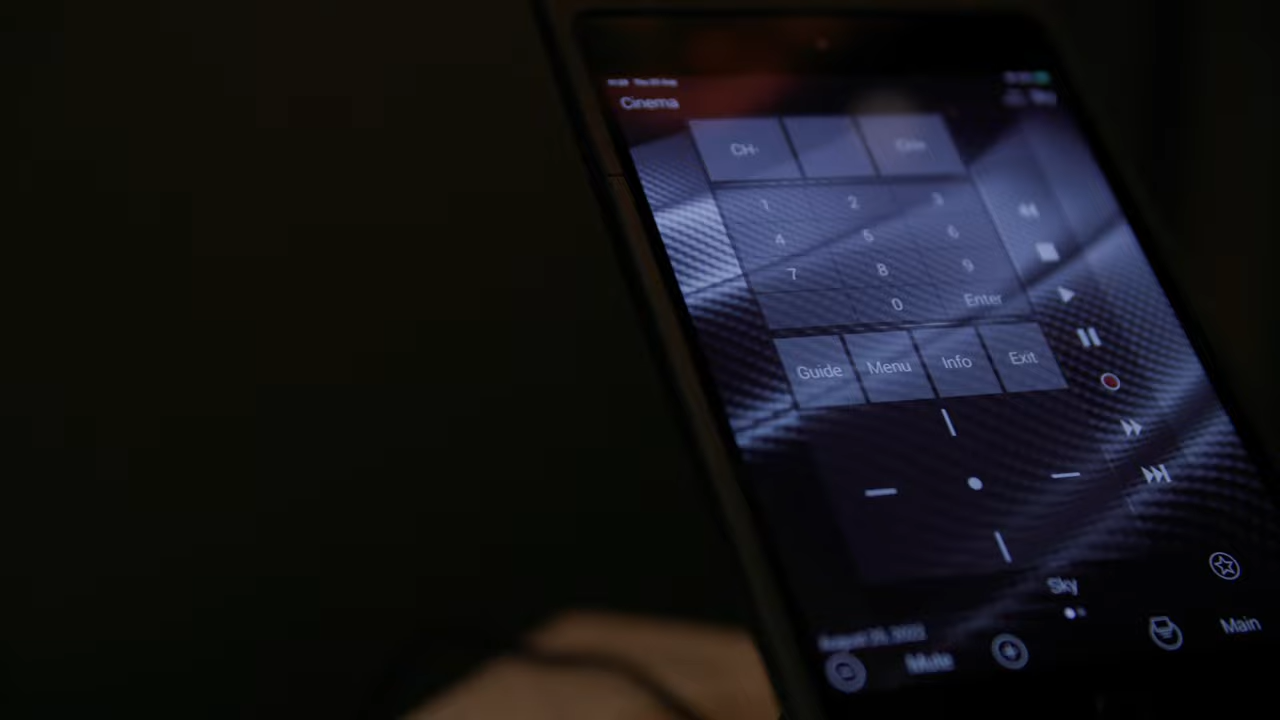 Cinema
CH-
1 2 3
4 5 6
7 8 9
0 Enter
Guide Menu Info Exit
Sky
Mute Main